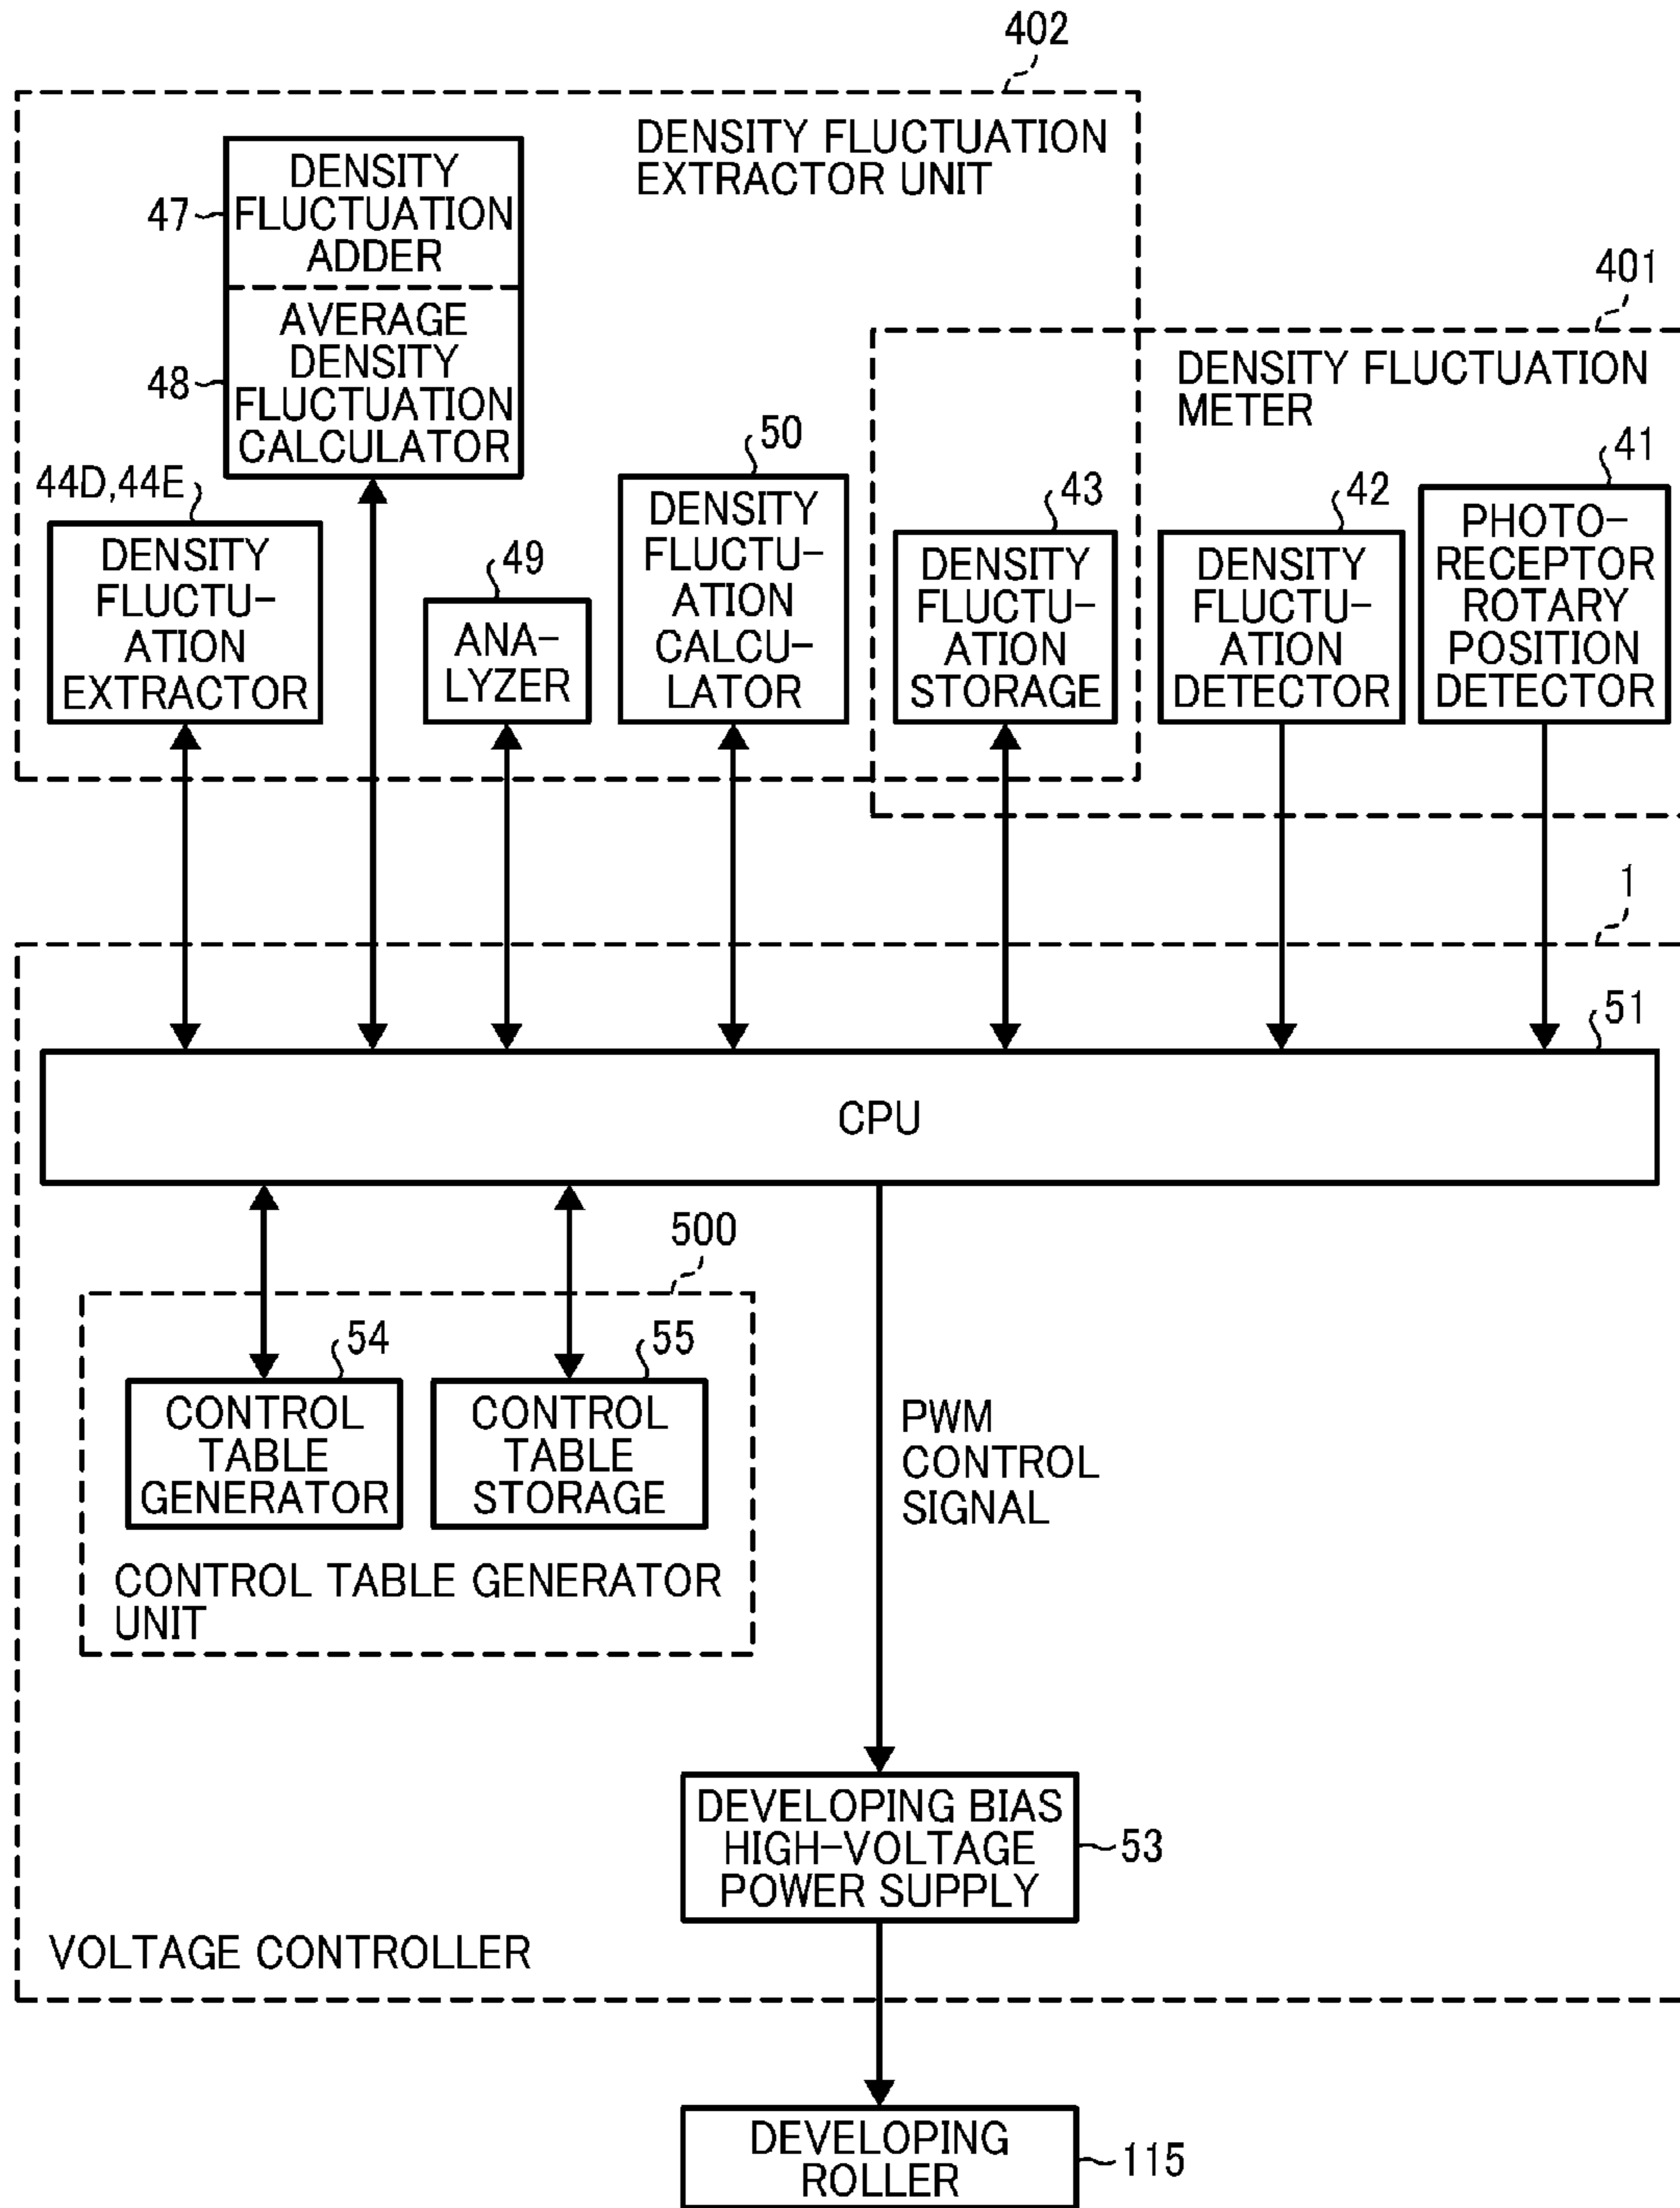 402
DENSITY FLUCTUATION
EXTRACTOR UNIT
47
DENSITY
FLUCTUATION
ADDER
48
AVERAGE
DENSITY
FLUCTUATION
CALCULATOR
401
DENSITY FLUCTUATION
METER
44D,44E
DENSITY
FLUCTU-
ATION
EXTRACTOR
49
ANA-
LYZER
50
DENSITY
FLUCTU-
ATION
CALCU-
LATOR
43
DENSITY
FLUCTU-
ATION
STORAGE
42
DENSITY
FLUCTU-
ATION
DETECTOR
41
PHOTO-
RECEPTOR
ROTARY
POSITION
DETECTOR
1
51
CPU
500
54
CONTROL
TABLE
GENERATOR
55
CONTROL
TABLE
STORAGE
CONTROL TABLE GENERATOR
UNIT
PWM
CONTROL
SIGNAL
DEVELOPING BIAS
HIGH-VOLTAGE
POWER SUPPLY
53
VOLTAGE CONTROLLER
DEVELOPING
ROLLER
115